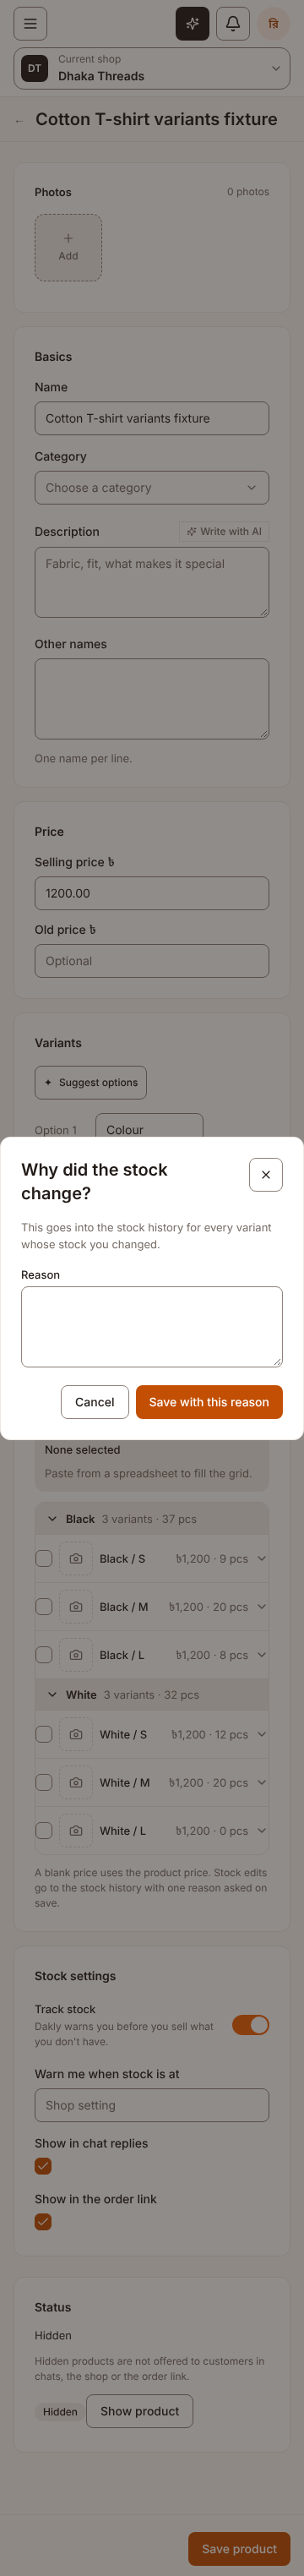 রি
DT
Current shop
Dhaka Threads
← Cotton T-shirt variants fixture
Photos
0 photos
+
Add
Basics
Name
Cotton T-shirt variants fixture
Category
Choose a category
Description
Write with AI
Fabric, fit, what makes it special
Other names
One name per line.
Price
Selling price ৳
1200.00
Old price ৳
Optional
Variants
✦ Suggest options
Option 1
Colour
Why did the stock
change?
This goes into the stock history for every variant
whose stock you changed.
Reason
Cancel
Save with this reason
None selected
Paste from a spreadsheet to fill the grid.
Black 3 variants · 37 pcs
Black / S ৳1,200 · 9 pcs
Black / M ৳1,200 · 20 pcs
Black / L ৳1,200 · 8 pcs
White 3 variants · 32 pcs
White / S ৳1,200 · 12 pcs
White / M ৳1,200 · 20 pcs
White / L ৳1,200 · 0 pcs
A blank price uses the product price. Stock edits
go to the stock history with one reason asked on
save.
Stock settings
Track stock
Dakly warns you before you sell what
you don't have.
Warn me when stock is at
Shop setting
Show in chat replies
Show in the order link
Status
Hidden
Hidden products are not offered to customers in
chats, the shop or the order link.
Hidden
Show product
Save product